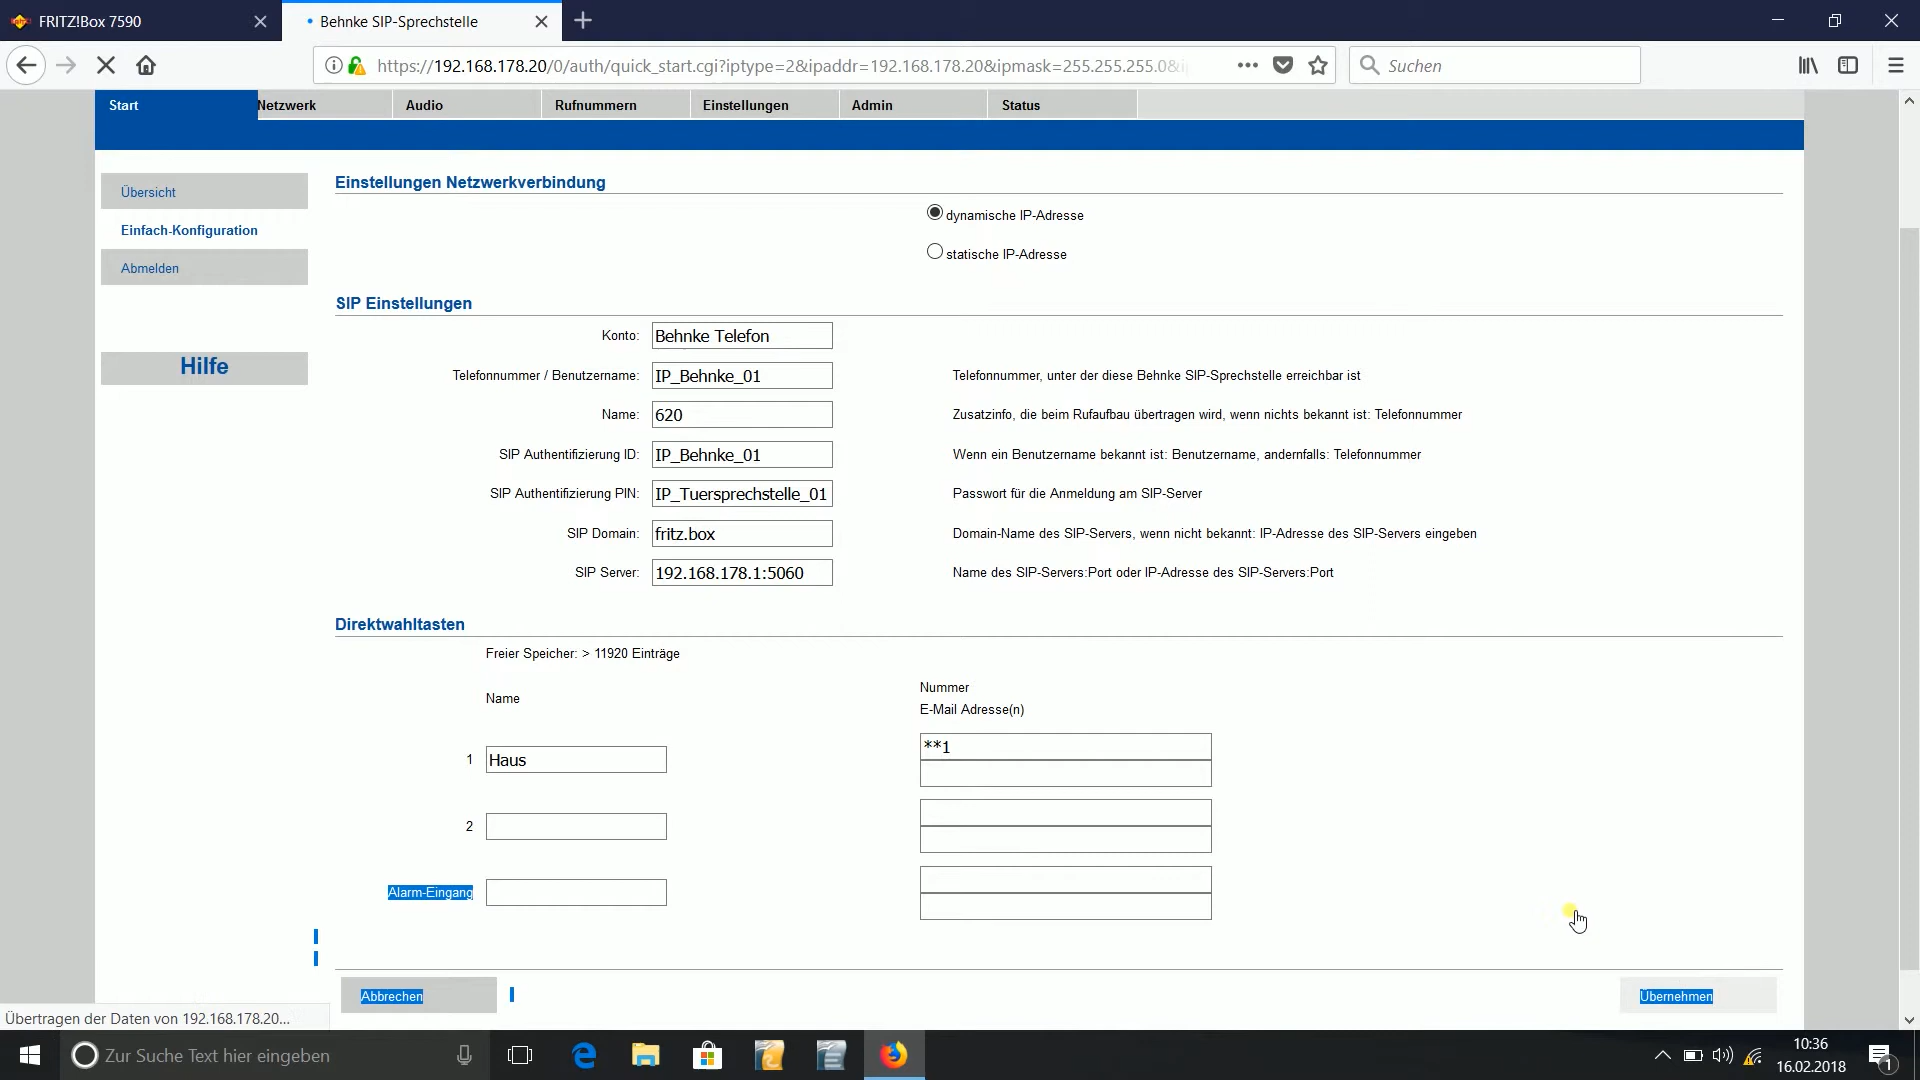 FRITZ!Box 7590
Behnke SIP-Sprechstelle
https://192.168.178.20/0/auth/quick_start.cgi?iptype=2&ipaddr=192.168.178.20&ipmask=255.255.255.0&i
Suchen
Start
Netzwerk
Audio
Rufnummern
Einstellungen
Admin
Status
Übersicht
Einfach-Konfiguration
Abmelden
Hilfe
Einstellungen Netzwerkverbindung
dynamische IP-Adresse
statische IP-Adresse
SIP Einstellungen
Konto: Behnke Telefon
Telefonnummer / Benutzername: IP_Behnke_01 Telefonnummer, unter der diese Behnke SIP-Sprechstelle erreichbar ist
Name: 620 Zusatzinfo, die beim Rufaufbau übertragen wird, wenn nichts bekannt ist: Telefonnummer
SIP Authentifizierung ID: IP_Behnke_01 Wenn ein Benutzername bekannt ist: Benutzername, andernfalls: Telefonnummer
SIP Authentifizierung PIN: IP_Tuersprechstelle_01 Passwort für die Anmeldung am SIP-Server
SIP Domain: fritz.box Domain-Name des SIP-Servers, wenn nicht bekannt: IP-Adresse des SIP-Servers eingeben
SIP Server: 192.168.178.1:5060 Name des SIP-Servers:Port oder IP-Adresse des SIP-Servers:Port
Direktwahltasten
Freier Speicher: > 11920 Einträge
Name
Nummer
E-Mail Adresse(n)
1 Haus **1
2
Alarm-Eingang
Abbrechen
Übernehmen
Übertragen der Daten von 192.168.178.20...
Zur Suche Text hier eingeben
10:36
16.02.2018
1